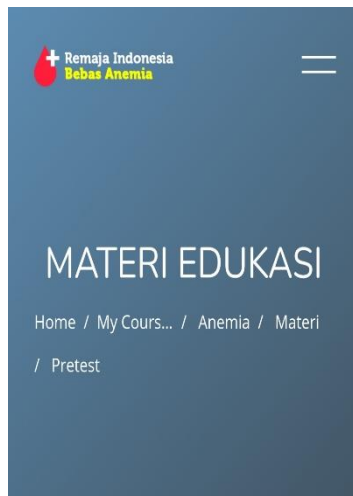 Remaja Indonesia
Bebas Anemia
MATERI EDUKASI
Home / My Cours... / Anemia / Materi
/ Pretest